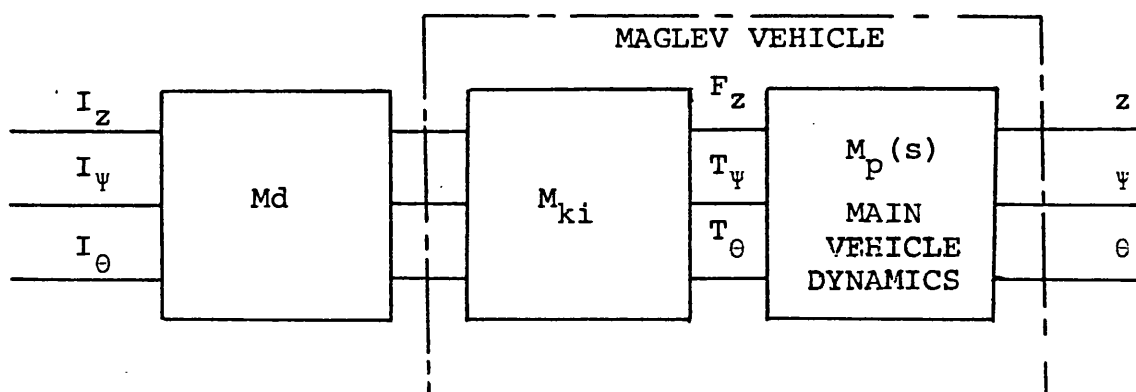 MAGLEV VEHICLE
I_z
I_Ψ
I_θ
Md
M_ki
F_z
T_Ψ
T_θ
M_p(s)
MAIN
VEHICLE
DYNAMICS
z
Ψ
θ